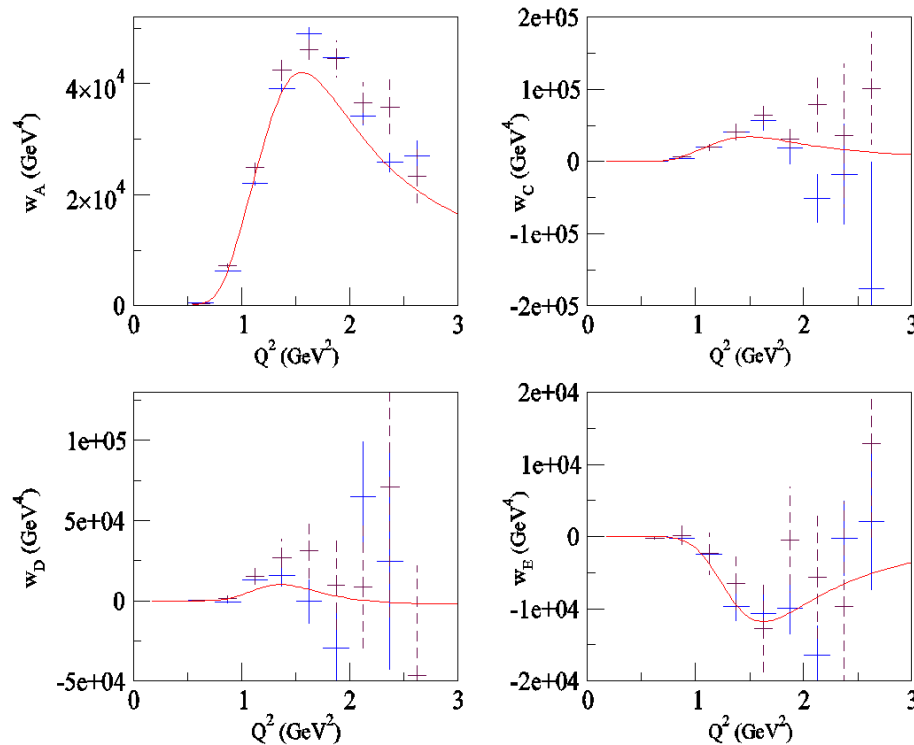 w_A (GeV^4)
4×10^4
2×10^4
0
0 1 2 3
Q^2 (GeV^2)
w_C (GeV^4)
2e+05
1e+05
0
-1e+05
-2e+05
0 1 2 3
Q^2 (GeV^2)
w_D (GeV^4)
1e+05
5e+04
0
-5e+04
0 1 2 3
Q^2 (GeV^2)
w_E (GeV^4)
2e+04
1e+04
0
-1e+04
-2e+04
0 1 2 3
Q^2 (GeV^2)